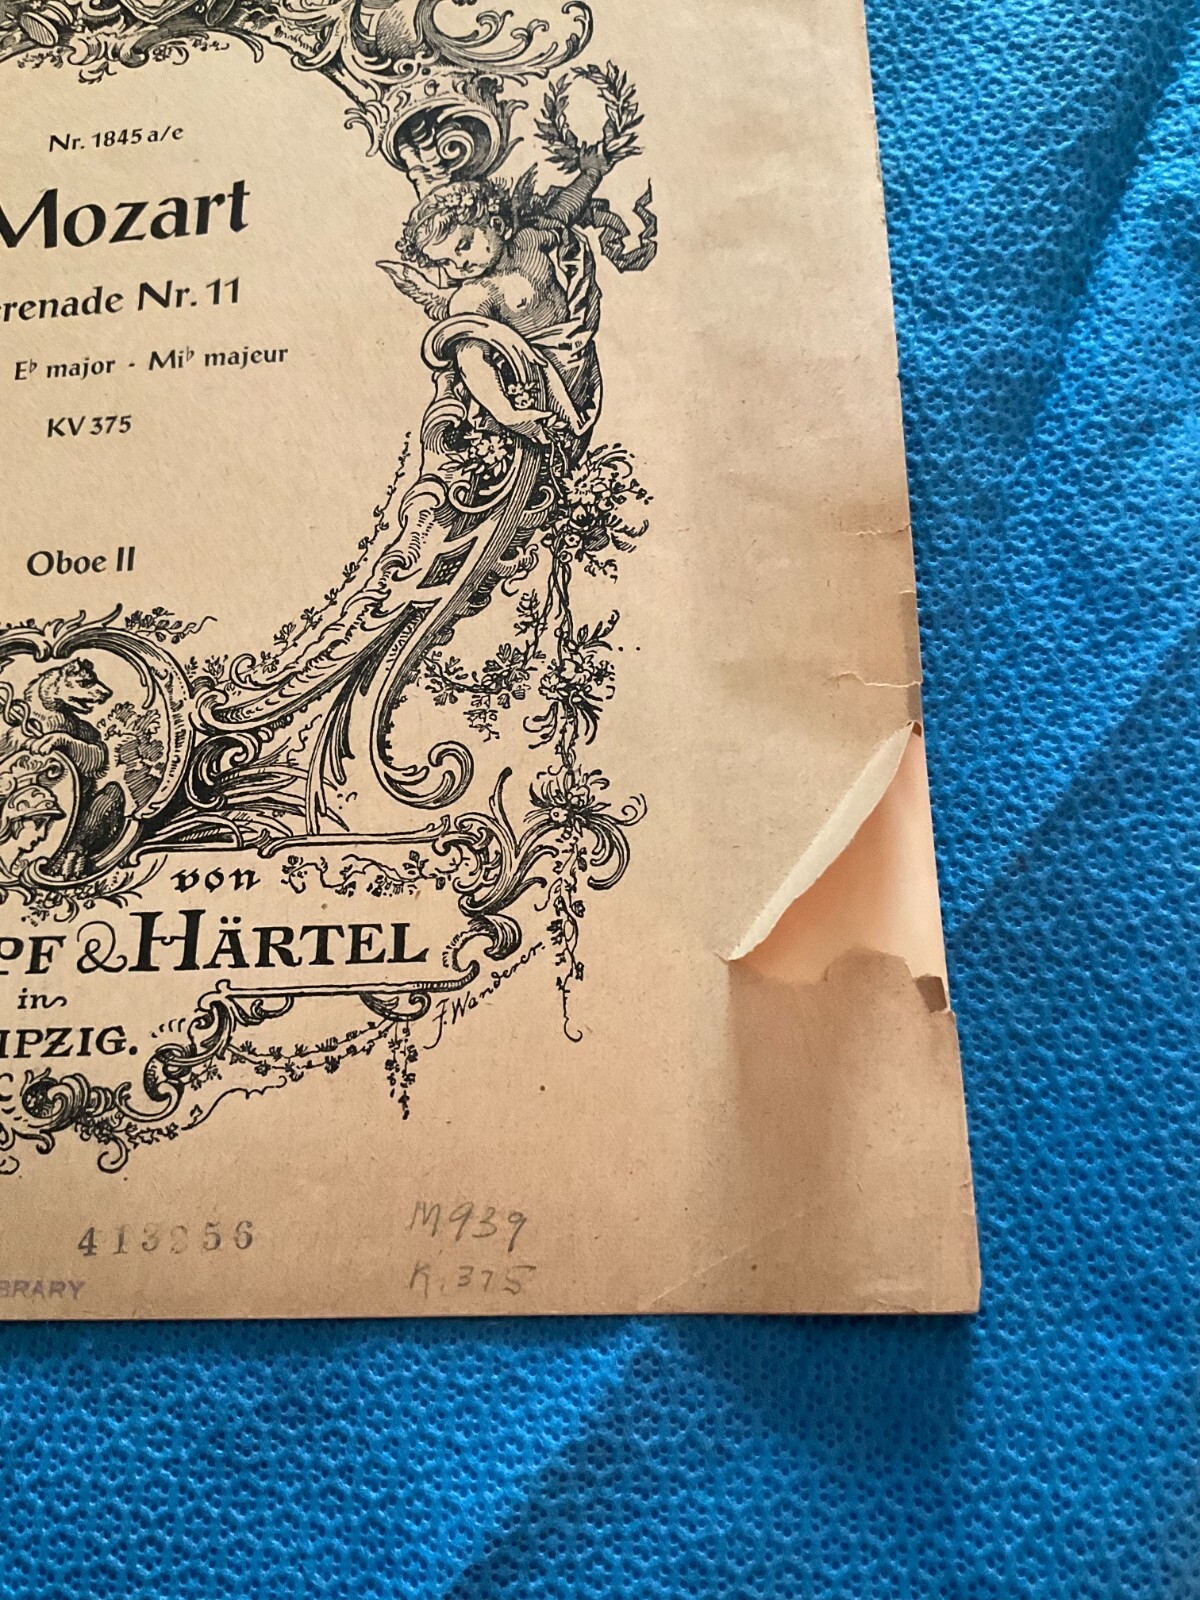 Nr. 1845 a/e
Mozart
erenade Nr. 11
E♭ major - Mi♭ majeur
KV 375
Oboe II
von
PF & HÄRTEL
in
IPZIG.
F. Wanderer.
M939
K. 375
BRARY